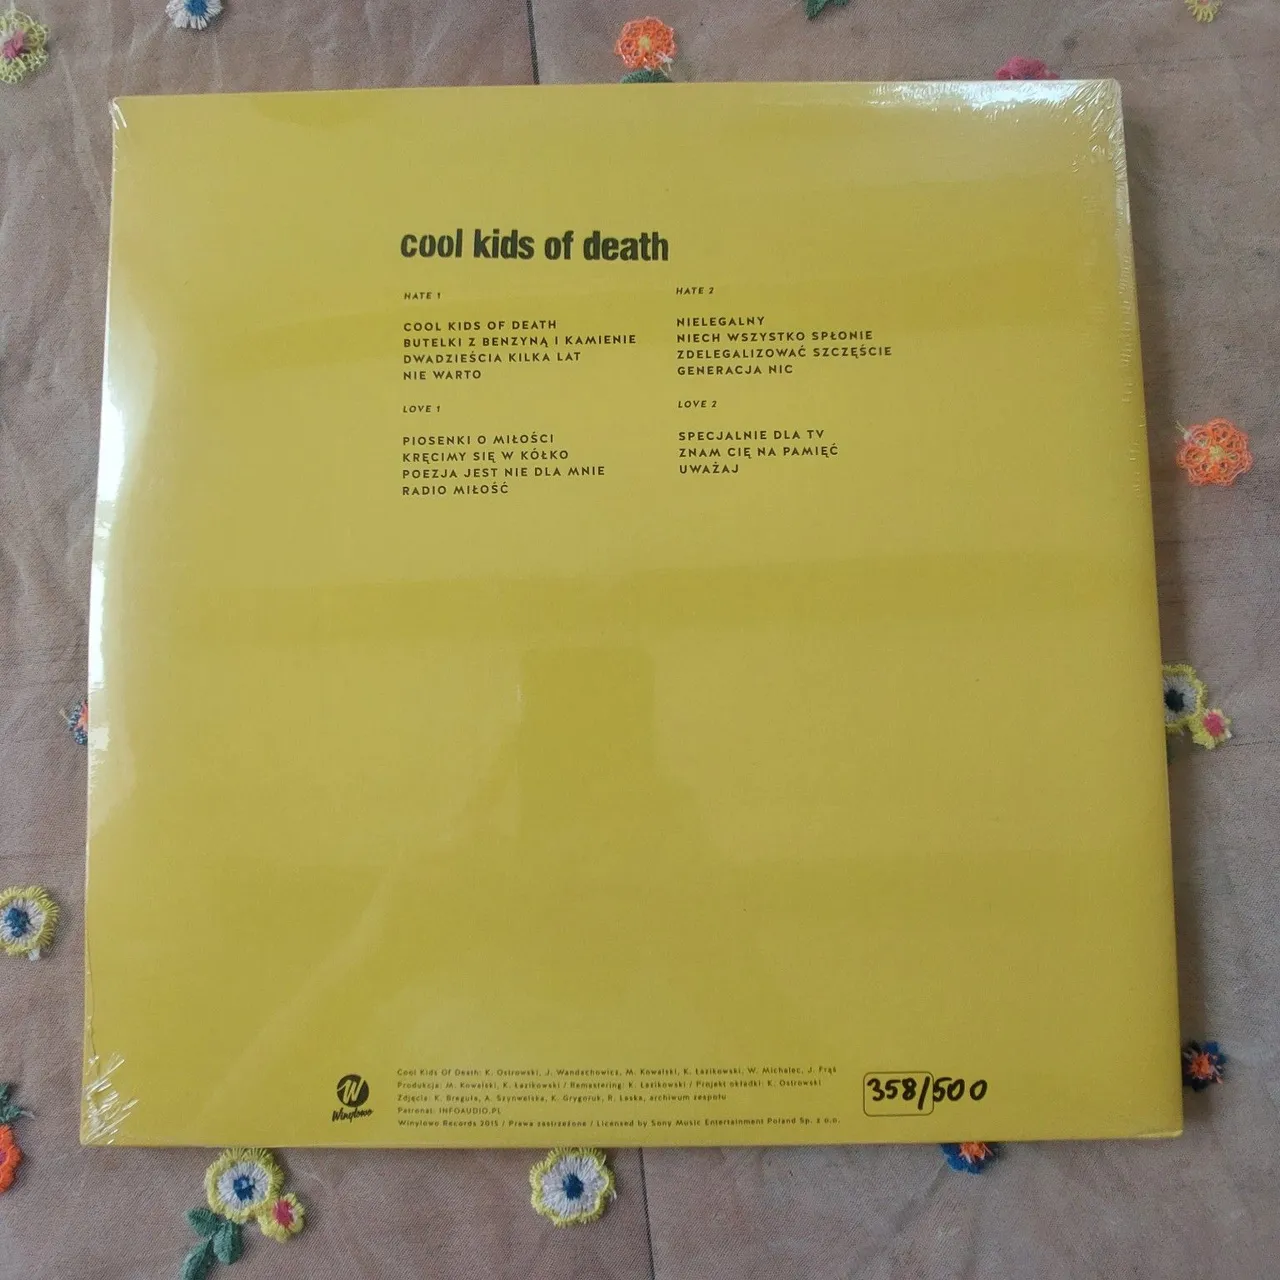 cool kids of death
HATE 1
COOL KIDS OF DEATH
BUTELKI Z BENZYNĄ I KAMIENIE
DWADZIEŚCIA KILKA LAT
NIE WARTO
HATE 2
NIELEGALNY
NIECH WSZYSTKO SPŁONIE
ZDELEGALIZOWAĆ SZCZĘŚCIE
GENERACJA NIC
LOVE 1
PIOSENKI O MIŁOŚCI
KRĘCIMY SIĘ W KÓŁKO
POEZJA JEST NIE DLA MNIE
RADIO MIŁOŚĆ
LOVE 2
SPECJALNIE DLA TV
ZNAM CIĘ NA PAMIĘĆ
UWAŻAJ
W
Winylowo
Cool Kids Of Death: K. Ostrowski, J. Wandachowicz, M. Kowalski, K. Łazikowski, W. Michalec, J. Frąk
Produkcja: M. Kowalski, K. Łazikowski / Remastering: K. Łazikowski / Projekt okładki: K. Ostrowski
Zdjęcia: K. Breguła, A. Szynwelska, K. Grygoruk, R. Laska, archiwum zespołu
Patronat: INFOAUDIO.PL
Winylowo Records 2015 / Prawa zastrzeżone / Licensed by Sony Music Entertainment Poland Sp. z o.o.
358/500